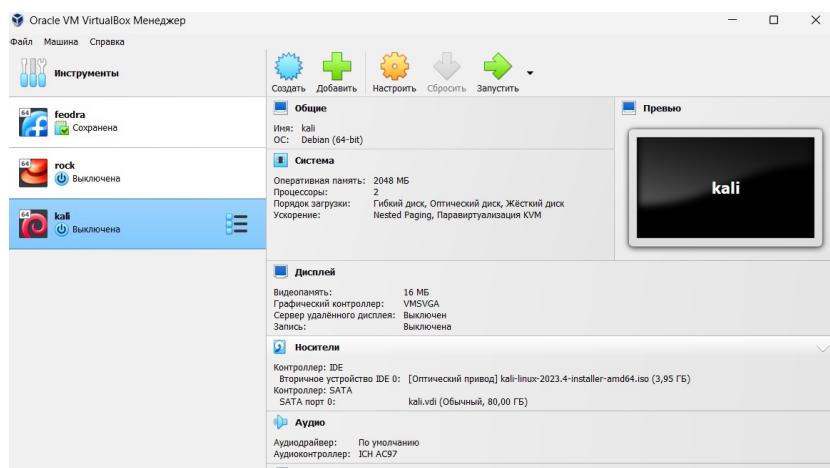 Oracle VM VirtualBox Менеджер
Файл Машина Справка
Инструменты
Создать Добавить Настроить Сбросить Запустить
64
feodra
Сохранена
64
rock
Выключена
64
kali
Выключена
Общие
Имя: kali
ОС: Debian (64-bit)
Превью
kali
Система
Оперативная память: 2048 МБ
Процессоры: 2
Порядок загрузки: Гибкий диск, Оптический диск, Жёсткий диск
Ускорение: Nested Paging, Паравиртуализация KVM
Дисплей
Видеопамять: 16 МБ
Графический контроллер: VMSVGA
Сервер удалённого дисплея: Выключен
Запись: Выключена
Носители
Контроллер: IDE
Вторичное устройство IDE 0: [Оптический привод] kali-linux-2023.4-installer-amd64.iso (3,95 ГБ)
Контроллер: SATA
SATA порт 0: kali.vdi (Обычный, 80,00 ГБ)
Аудио
Аудиодрайвер: По умолчанию
Аудиоконтроллер: ICH AC97